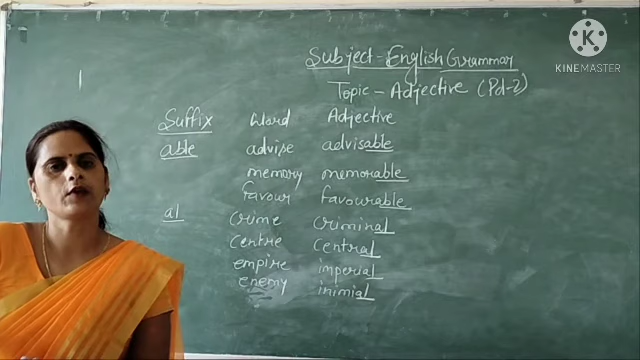 K
KINEMASTER
Subject - English Grammar
Topic - Adjective (Pd-2)
Suffix Word Adjective
able advise advisable
memory memorable
favour favourable
al crime criminal
centre central
empire imperial
enemy inimial